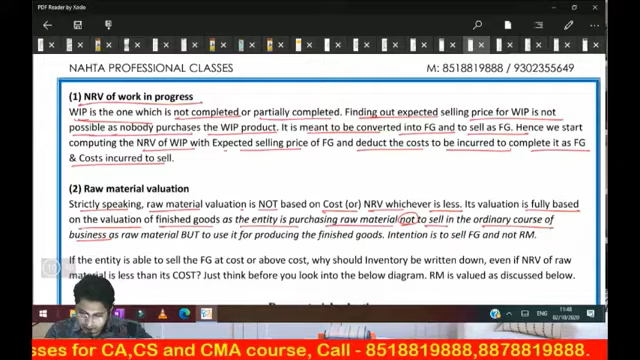 PDF Reader by Xodo
NAHTA PROFESSIONAL CLASSES
M: 8518819888 / 9302355649
(1) NRV of work in progress
WIP is the one which is not completed or partially completed. Finding out expected selling price for WIP is not
possible as nobody purchases the WIP product. It is meant to be converted into FG and to sell as FG. Hence we start
computing the NRV of WIP with Expected selling price of FG and deduct the costs to be incurred to complete it as FG
& Costs incurred to sell.
(2) Raw material valuation
Strictly speaking, raw material valuation is NOT based on Cost (or) NRV whichever is less. Its valuation is fully based
on the valuation of finished goods as the entity is purchasing raw material not to sell in the ordinary course of
business as raw material BUT to use it for producing the finished goods. Intention is to sell FG and not RM.
If the entity is able to sell the FG at cost or above cost, why should Inventory be written down, even if NRV of raw
material is less than its COST? Just think before you look into the below diagram. RM is valued as discussed below.
ENG
11:48
02/10/2020
sses for CA,CS and CMA course, Call - 8518819888,8878819888.